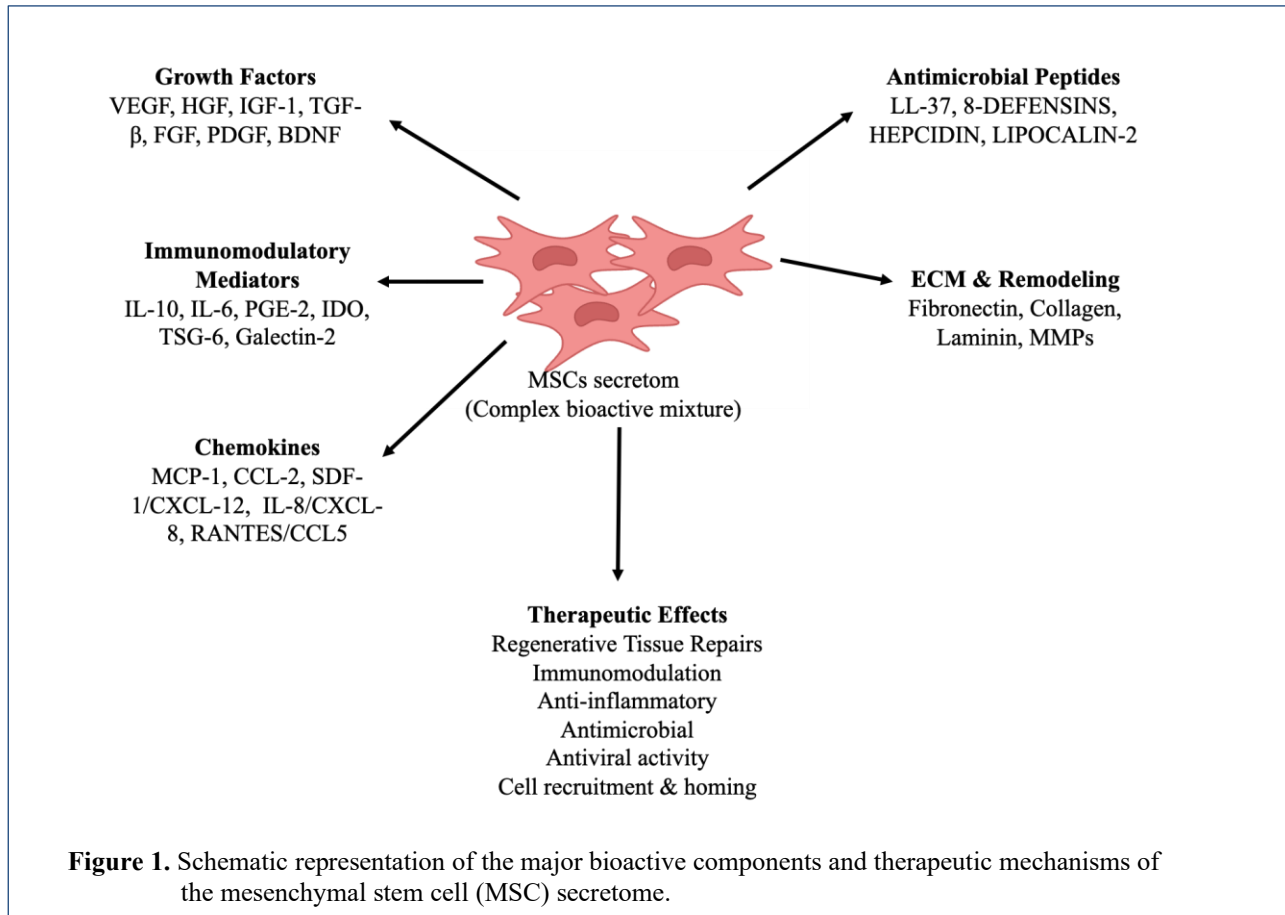 Growth Factors
VEGF, HGF, IGF-1, TGF-
β, FGF, PDGF, BDNF
Antimicrobial Peptides
LL-37, 8-DEFENSINS,
HEPCIDIN, LIPOCALIN-2
Immunomodulatory
Mediators
IL-10, IL-6, PGE-2, IDO,
TSG-6, Galectin-2
ECM & Remodeling
Fibronectin, Collagen,
Laminin, MMPs
MSCs secretom
(Complex bioactive mixture)
Chemokines
MCP-1, CCL-2, SDF-
1/CXCL-12, IL-8/CXCL-
8, RANTES/CCL5
Therapeutic Effects
Regenerative Tissue Repairs
Immunomodulation
Anti-inflammatory
Antimicrobial
Antiviral activity
Cell recruitment & homing
Figure 1. Schematic representation of the major bioactive components and therapeutic mechanisms of
the mesenchymal stem cell (MSC) secretome.